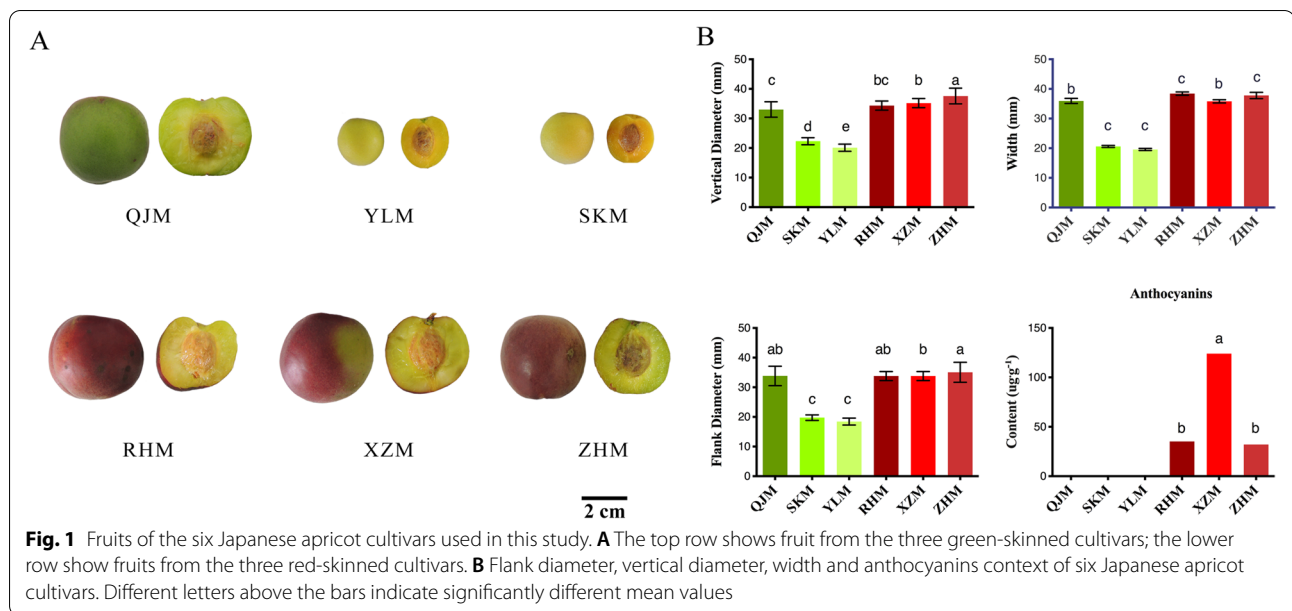 A
QJM
YLM
SKM
RHM
XZM
ZHM
2 cm
B
Vertical Diameter (mm)
50
40
30
20
10
0
c
d
e
bc
b
a
QJM
SKM
YLM
RHM
XZM
ZHM
Width (mm)
50
40
30
20
10
0
b
c
c
c
b
c
QJM
SKM
YLM
RHM
XZM
ZHM
Flank Diameter (mm)
50
40
30
20
10
0
ab
c
c
ab
b
a
QJM
SKM
YLM
RHM
XZM
ZHM
Anthocyanins
Content (ug·g-1)
150
100
50
0
b
a
b
QJM
SKM
YLM
RHM
XZM
ZHM
Fig. 1 Fruits of the six Japanese apricot cultivars used in this study. A The top row shows fruit from the three green-skinned cultivars; the lower
row show fruits from the three red-skinned cultivars. B Flank diameter, vertical diameter, width and anthocyanins context of six Japanese apricot
cultivars. Different letters above the bars indicate significantly different mean values